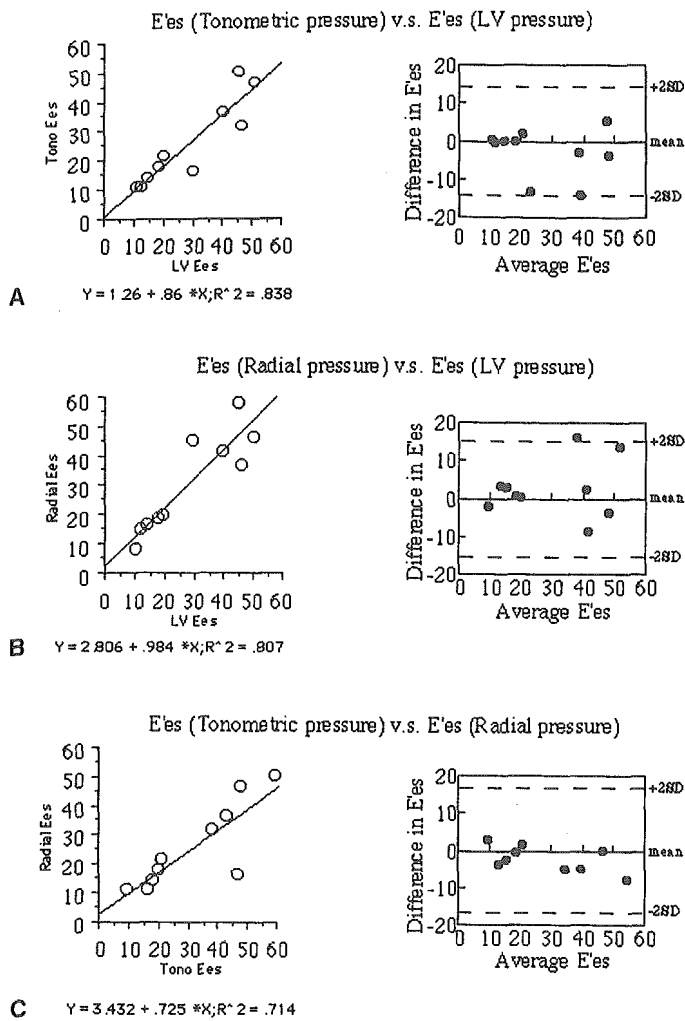 E'es (Tonometric pressure) v.s. E'es (LV pressure)
60
50
40
30
20
10
0
Tono Ees
0 10 20 30 40 50 60
LV Ees
Y = 1.26 + .86 *X;R^2 = .838
20
10
0
-10
-20
Difference in E'es
+2SD
mean
-2SD
0 10 20 30 40 50 60
Average E'es
A
E'es (Radial pressure) v.s. E'es (LV pressure)
60
50
40
30
20
10
0
Radial Ees
0 10 20 30 40 50 60
LV Ees
Y = 2.806 + .984 *X;R^2 = .807
20
10
0
-10
-20
Difference in E'es
+2SD
mean
-2SD
0 10 20 30 40 50 60
Average E'es
B
E'es (Tonometric pressure) v.s. E'es (Radial pressure)
60
50
40
30
20
10
0
Radial Ees
0 10 20 30 40 50 60
Tono Ees
Y = 3.432 + .725 *X;R^2 = .714
20
10
0
-10
-20
Difference in E'es
+2SD
mean
-2SD
0 10 20 30 40 50 60
Average E'es
C